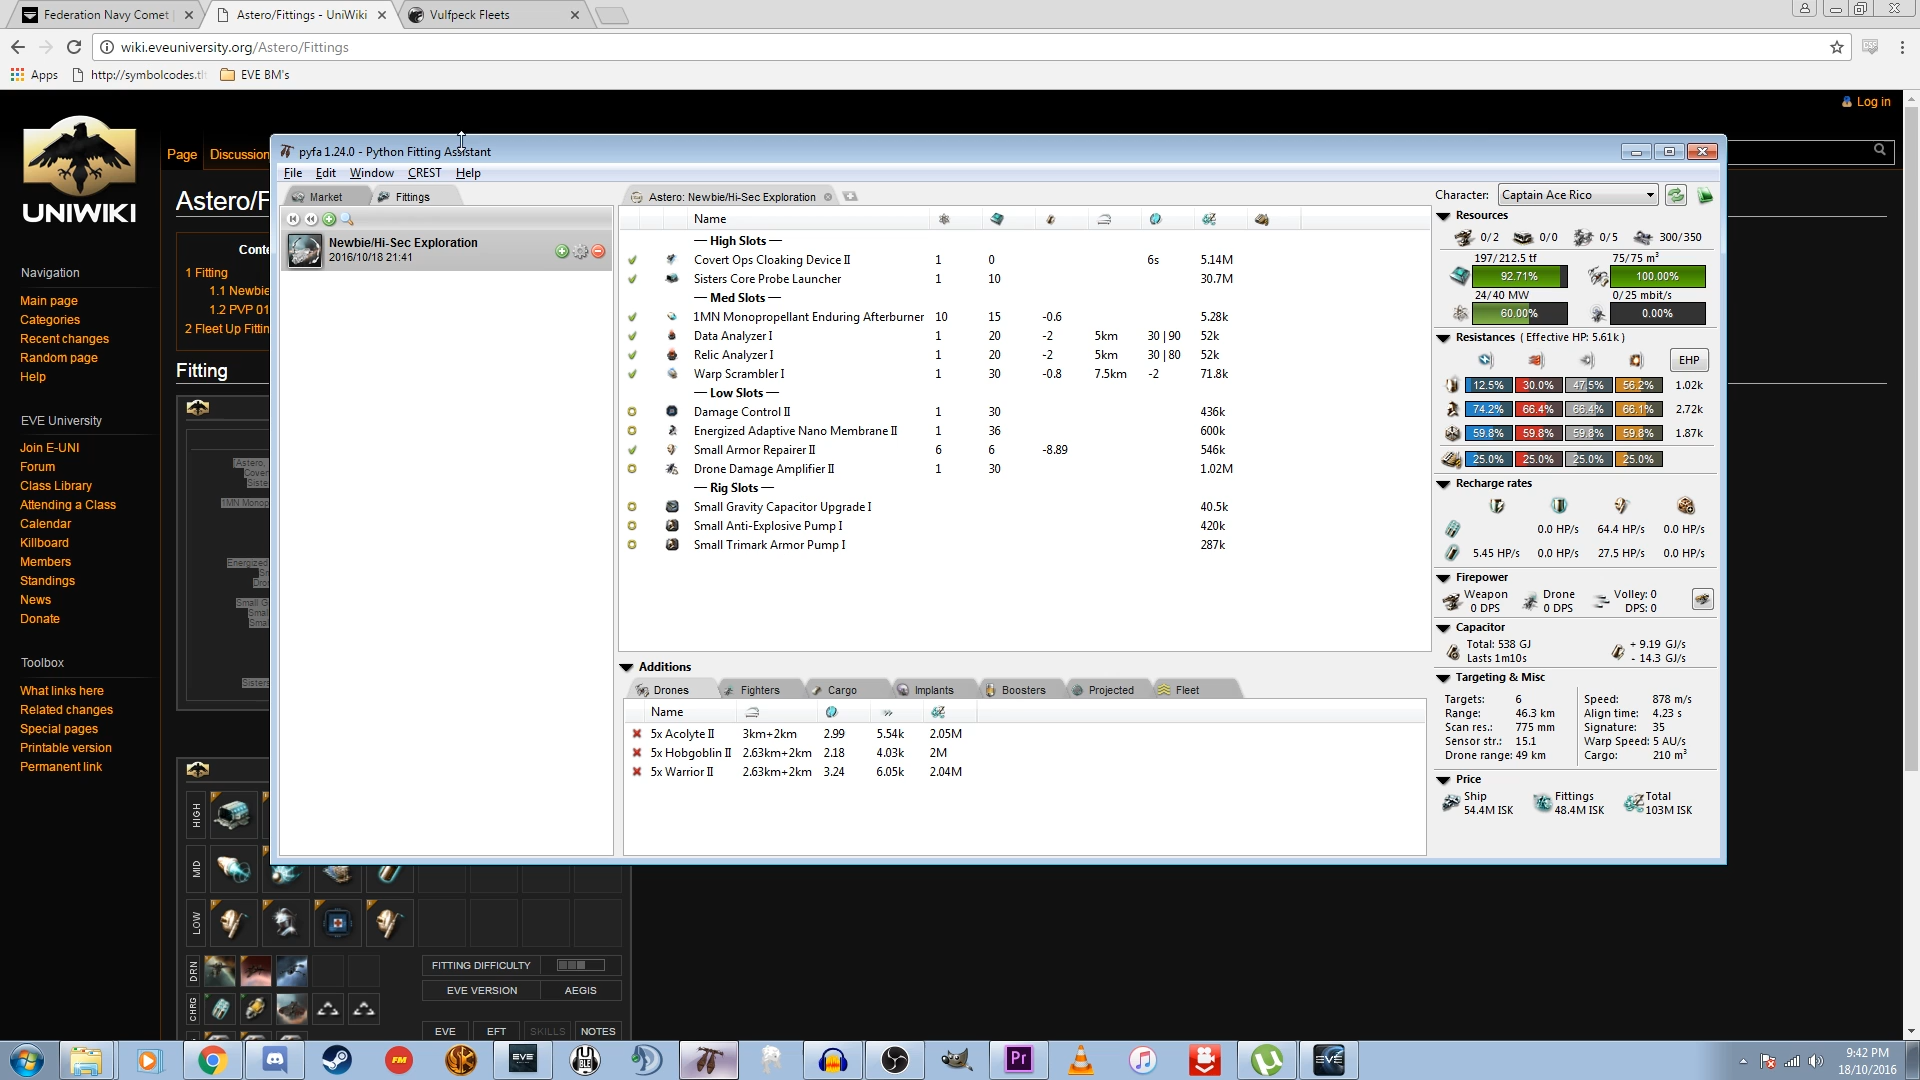 Federation Navy Comet
Astero/Fittings - UniWiki
Vulfpeck Fleets
wiki.eveuniversity.org/Astero/Fittings
Apps
http://symbolcodes.tl
EVE BM's
Log in
UNIWIKI
Page
Discussion
Astero/F
Conte
1 Fitting
1.1 Newbie
1.2 PVP 01
2 Fleet Up Fittin
Fitting
Navigation
Main page
Categories
Recent changes
Random page
Help
EVE University
Join E-UNI
Forum
Class Library
Attending a Class
Calendar
Killboard
Members
Standings
News
Donate
Toolbox
What links here
Related changes
Special pages
Printable version
Permanent link
Astero,
Cover
Siste
1MN Monop
Energized
Dro
Small G
Smal
Smal
Sisters
HIGH
MID
LOW
DRN
CHRG
FITTING DIFFICULTY
EVE VERSION AEGIS
EVE EFT SKILLS NOTES
pyfa 1.24.0 - Python Fitting Assistant
File Edit Window CREST Help
Market Fittings
Newbie/Hi-Sec Exploration
2016/10/18 21:41
Astero: Newbie/Hi-Sec Exploration
Name
— High Slots —
Covert Ops Cloaking Device II 1 0 6s 5.14M
Sisters Core Probe Launcher 1 10 30.7M
— Med Slots —
1MN Monopropellant Enduring Afterburner 10 15 -0.6 5.28k
Data Analyzer I 1 20 -2 5km 30 | 90 52k
Relic Analyzer I 1 20 -2 5km 30 | 80 52k
Warp Scrambler I 1 30 -0.8 7.5km -2 71.8k
— Low Slots —
Damage Control II 1 30 436k
Energized Adaptive Nano Membrane II 1 36 600k
Small Armor Repairer II 6 6 -8.89 546k
Drone Damage Amplifier II 1 30 1.02M
— Rig Slots —
Small Gravity Capacitor Upgrade I 40.5k
Small Anti-Explosive Pump I 420k
Small Trimark Armor Pump I 287k
Additions
Drones Fighters Cargo Implants Boosters Projected Fleet
Name
5x Acolyte II 3km+2km 2.99 5.54k 2.05M
5x Hobgoblin II 2.63km+2km 2.18 4.03k 2M
5x Warrior II 2.63km+2km 3.24 6.05k 2.04M
Character: Captain Ace Rico
Resources
0/2 0/0 0/5 300/350
197/212.5 tf 75/75 m³
92.71% 100.00%
24/40 MW 0/25 mbit/s
60.00% 0.00%
Resistances (Effective HP: 5.61k)
EHP
12.5% 30.0% 47.5% 56.2% 1.02k
74.2% 66.4% 66.4% 66.1% 2.72k
59.8% 59.8% 59.8% 59.8% 1.87k
25.0% 25.0% 25.0% 25.0%
Recharge rates
0.0 HP/s 64.4 HP/s 0.0 HP/s
5.45 HP/s 0.0 HP/s 27.5 HP/s 0.0 HP/s
Firepower
Weapon Drone Volley: 0
0 DPS 0 DPS DPS: 0
Capacitor
Total: 538 GJ + 9.19 GJ/s
Lasts 1m10s - 14.3 GJ/s
Targeting & Misc
Targets: 6 Speed: 878 m/s
Range: 46.3 km Align time: 4.23 s
Scan res.: 775 mm Signature: 35
Sensor str.: 15.1 Warp Speed: 5 AU/s
Drone range: 49 km Cargo: 210 m³
Price
Ship Fittings Total
54.4M ISK 48.4M ISK 103M ISK
9:42 PM
18/10/2016